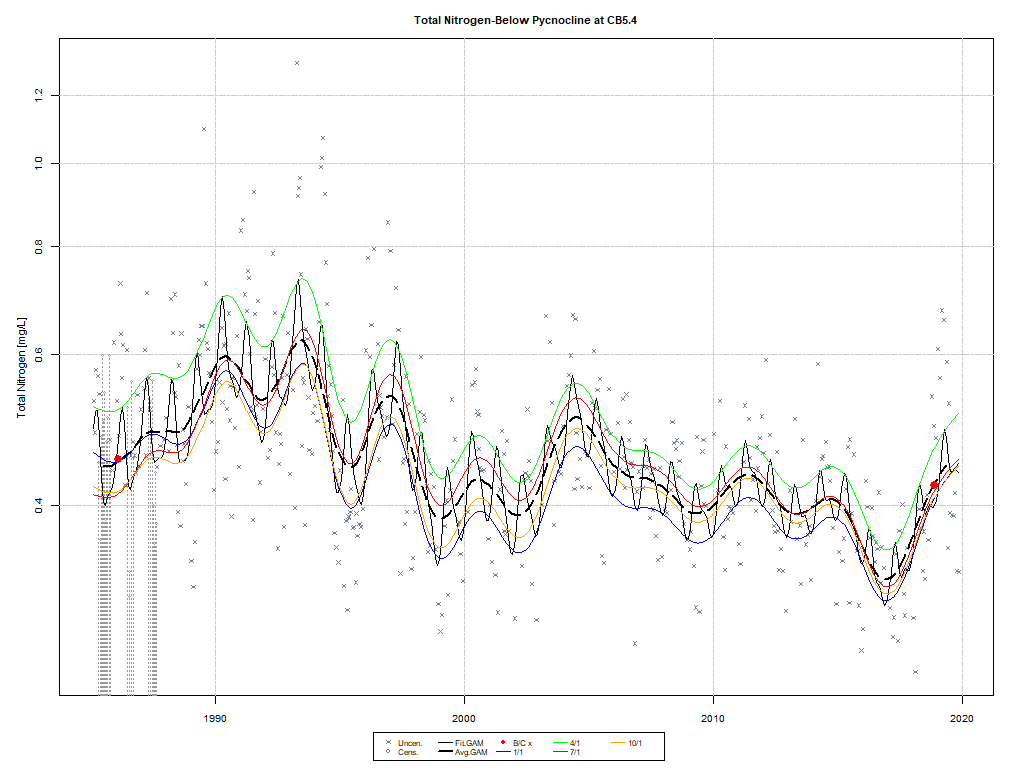 Total Nitrogen-Below Pycnocline at CB5.4
Total Nitrogen [mg/L]
1.2
1.0
0.8
0.6
0.4
1990
2000
2010
2020
Uncen. Fit.GAM B/C x 4/1 10/1
Cens. Avg.GAM 1/1 7/1